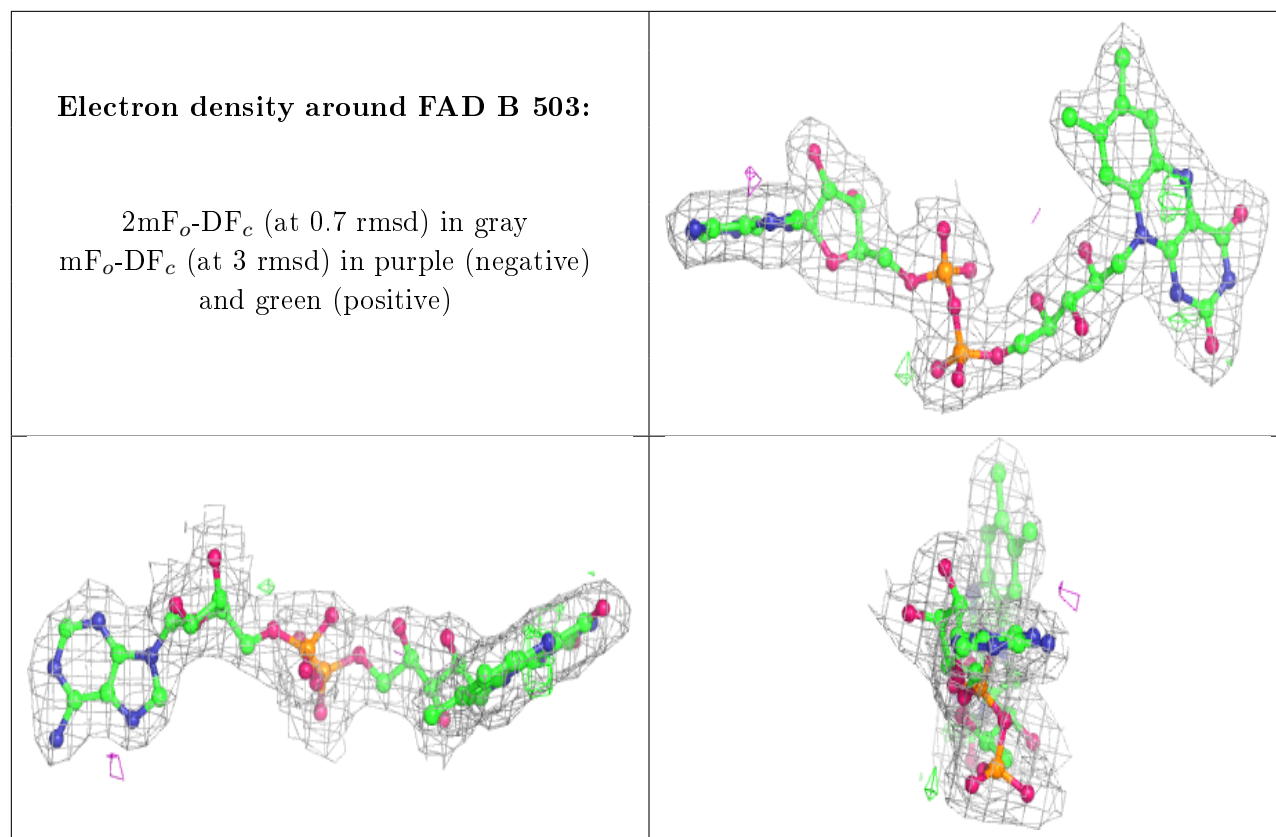 Electron density around FAD B 503:
2mFo-DFc (at 0.7 rmsd) in gray
mFo-DFc (at 3 rmsd) in purple (negative)
and green (positive)